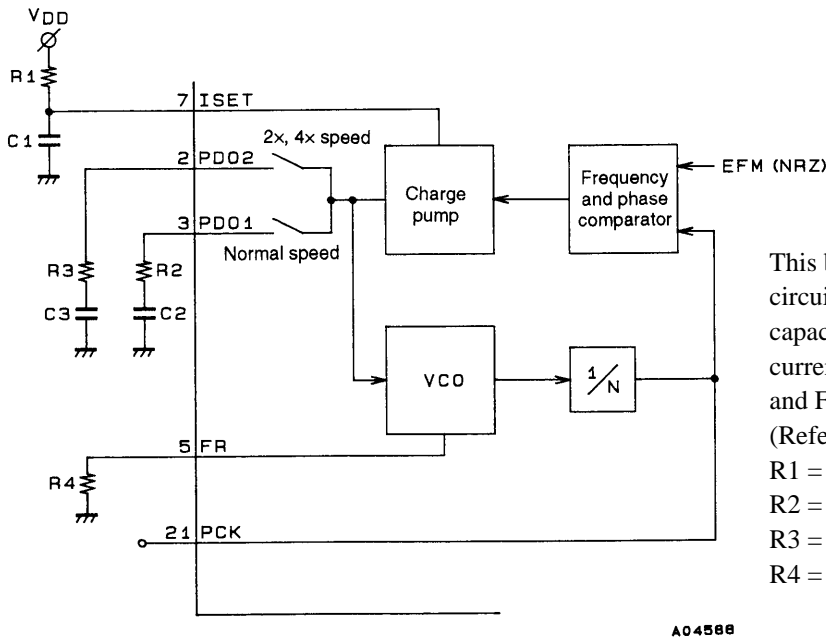 VDD
R1
7 ISET
C1
2x, 4x speed
2 PDO2
3 PDO1
Normal speed
Charge
pump
Frequency
and phase
comparator
EFM (NRZ)
R3
R2
C3
C2
VCO
1/N
5 FR
R4
21 PCK
A04588
This b
circui
capac
curren
and F
(Refe
R1 =
R2 =
R3 =
R4 =